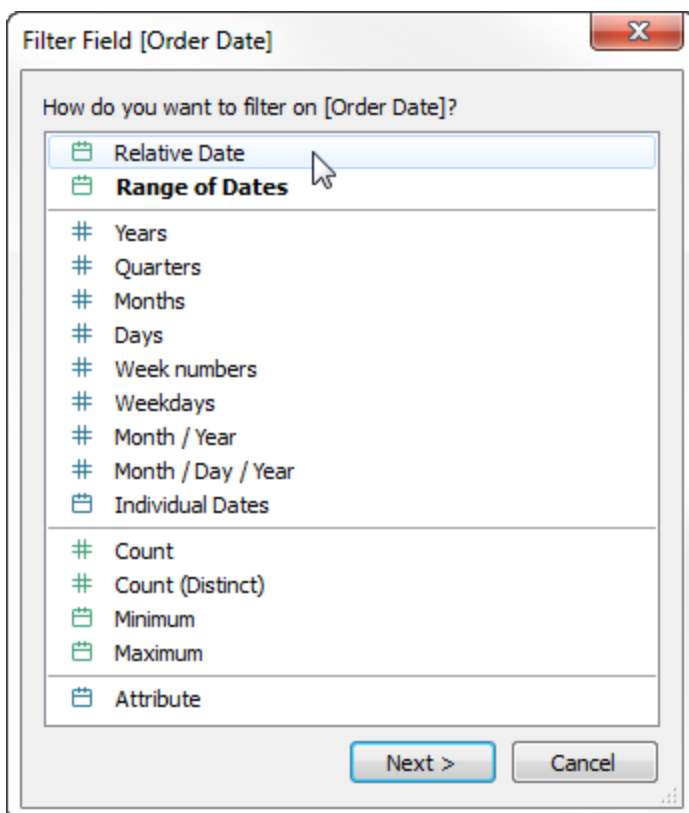 Filter Field [Order Date]
How do you want to filter on [Order Date]?
Relative Date
Range of Dates
Years
Quarters
Months
Days
Week numbers
Weekdays
Month / Year
Month / Day / Year
Individual Dates
Count
Count (Distinct)
Minimum
Maximum
Attribute
Next > Cancel